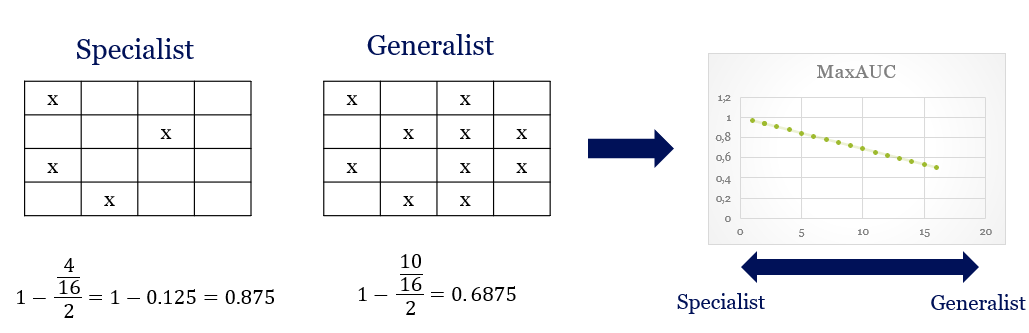 Specialist
x
x
x
x
1 − 4/16/2 = 1 − 0.125 = 0.875
Generalist
x x
x x x
x x x
x x
1 − 10/16/2 = 0.6875
MaxAUC
1,2
1
0,8
0,6
0,4
0,2
0
0 5 10 15 20
Specialist
Generalist